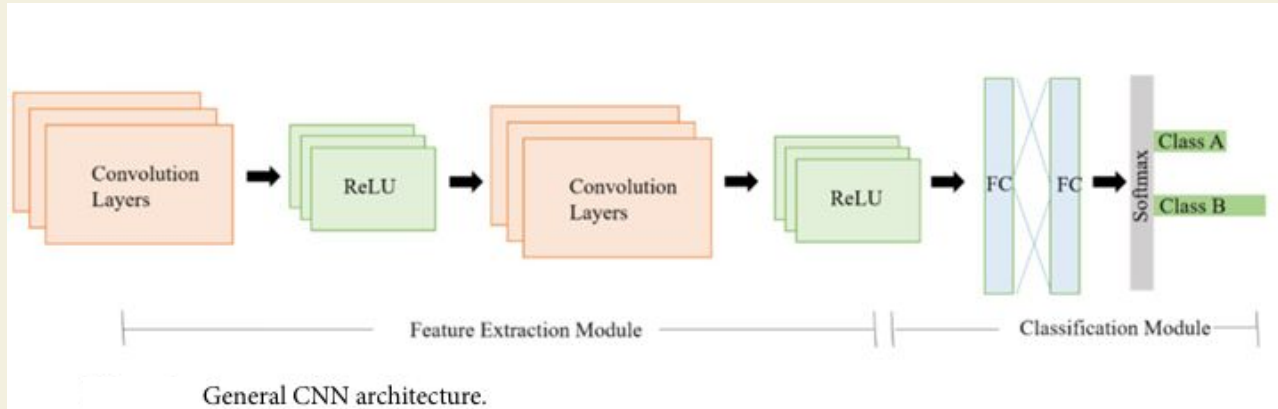 Convolution
Layers
ReLU
Convolution
Layers
ReLU
FC
FC
Softmax
Class A
Class B
Feature Extraction Module
Classification Module
General CNN architecture.